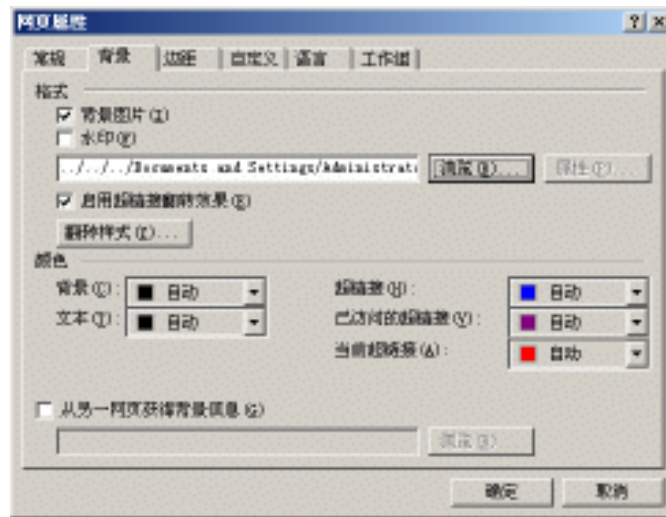 网页属性
常规 背景 边距 自定义 语言 工作组
格式
背景图片(I)
水印(W)
../../../Documents and Settings/Administrat 浏览(B)... 属性(P)...
启用超链接翻转效果(E)
翻转样式(R)...
颜色
背景(C): 自动 超链接(H): 自动
文本(T): 自动 已访问的超链接(V): 自动
当前超链接(A): 自动
从另一网页获得背景信息(G)
浏览(B)...
确定 取消